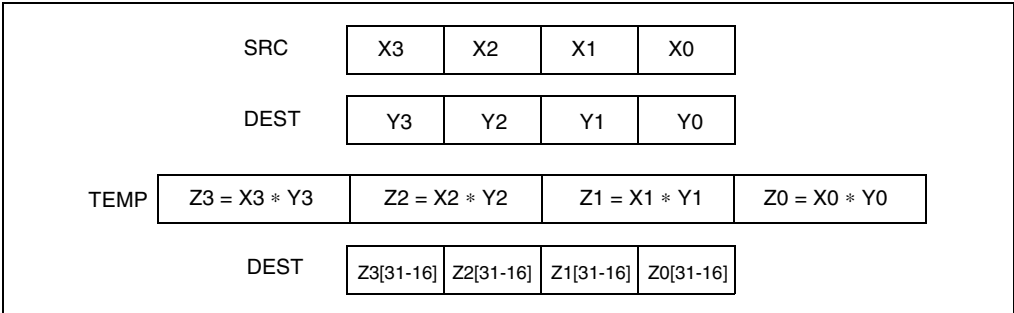 SRC X3 X2 X1 X0
DEST Y3 Y2 Y1 Y0
TEMP Z3 = X3 * Y3 Z2 = X2 * Y2 Z1 = X1 * Y1 Z0 = X0 * Y0
DEST Z3[31-16] Z2[31-16] Z1[31-16] Z0[31-16]